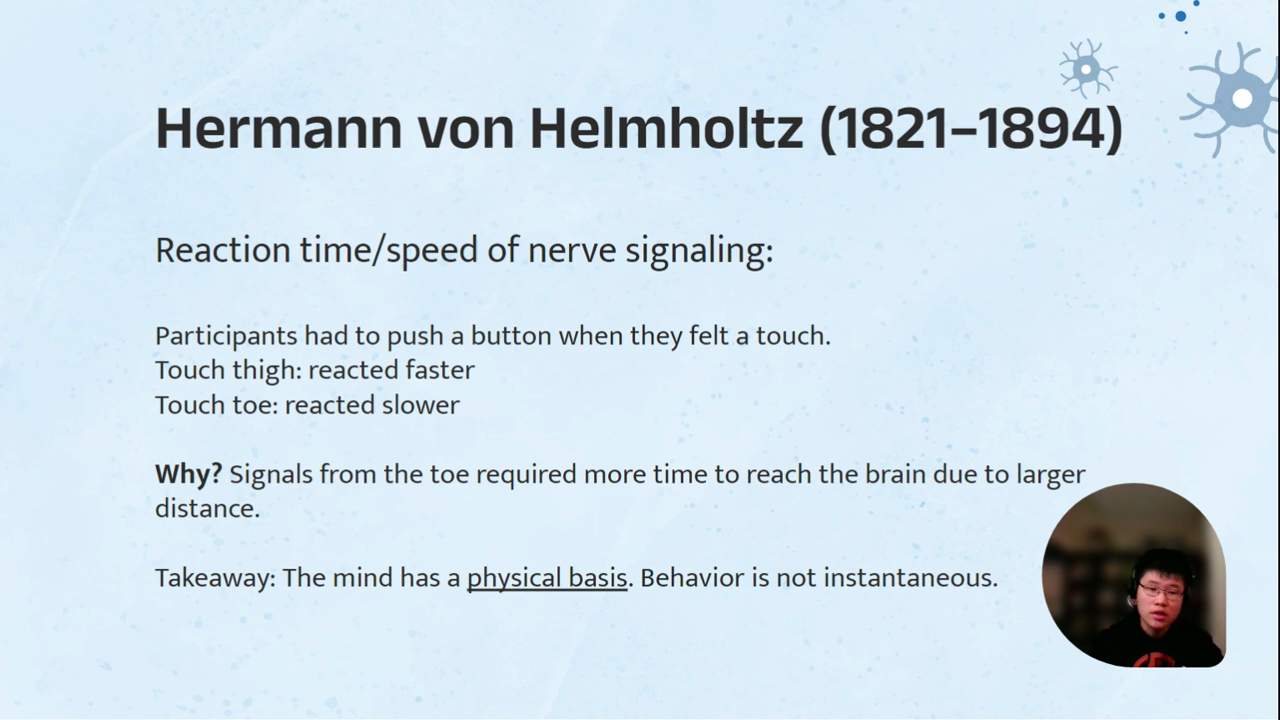 Hermann von Helmholtz (1821–1894)
Reaction time/speed of nerve signaling:
Participants had to push a button when they felt a touch.
Touch thigh: reacted faster
Touch toe: reacted slower
Why? Signals from the toe required more time to reach the brain due to larger
distance.
Takeaway: The mind has a physical basis. Behavior is not instantaneous.